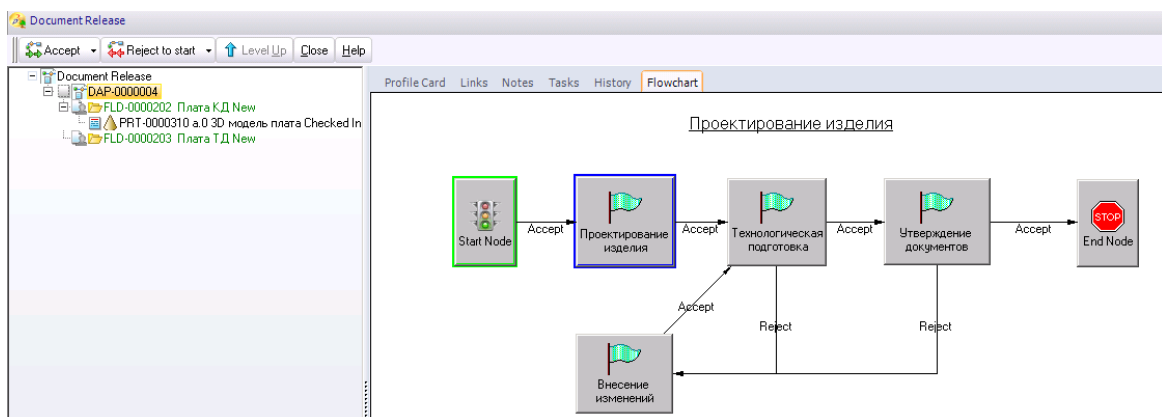 Document Release
Accept Reject to start Level Up Close Help
Document Release
DAP-0000004
FLD-0000202 Плата КД New
PRT-0000310 a.0 3D модель плата Checked In
FLD-0000203 Плата ТД New
Profile Card Links Notes Tasks History Flowchart
Проектирование изделия
Start Node
Accept
Проектирование
изделия
Accept
Технологическая
подготовка
Accept
Утверждение
документов
Accept
STOP
End Node
Accept
Reject
Reject
Внесение
изменений